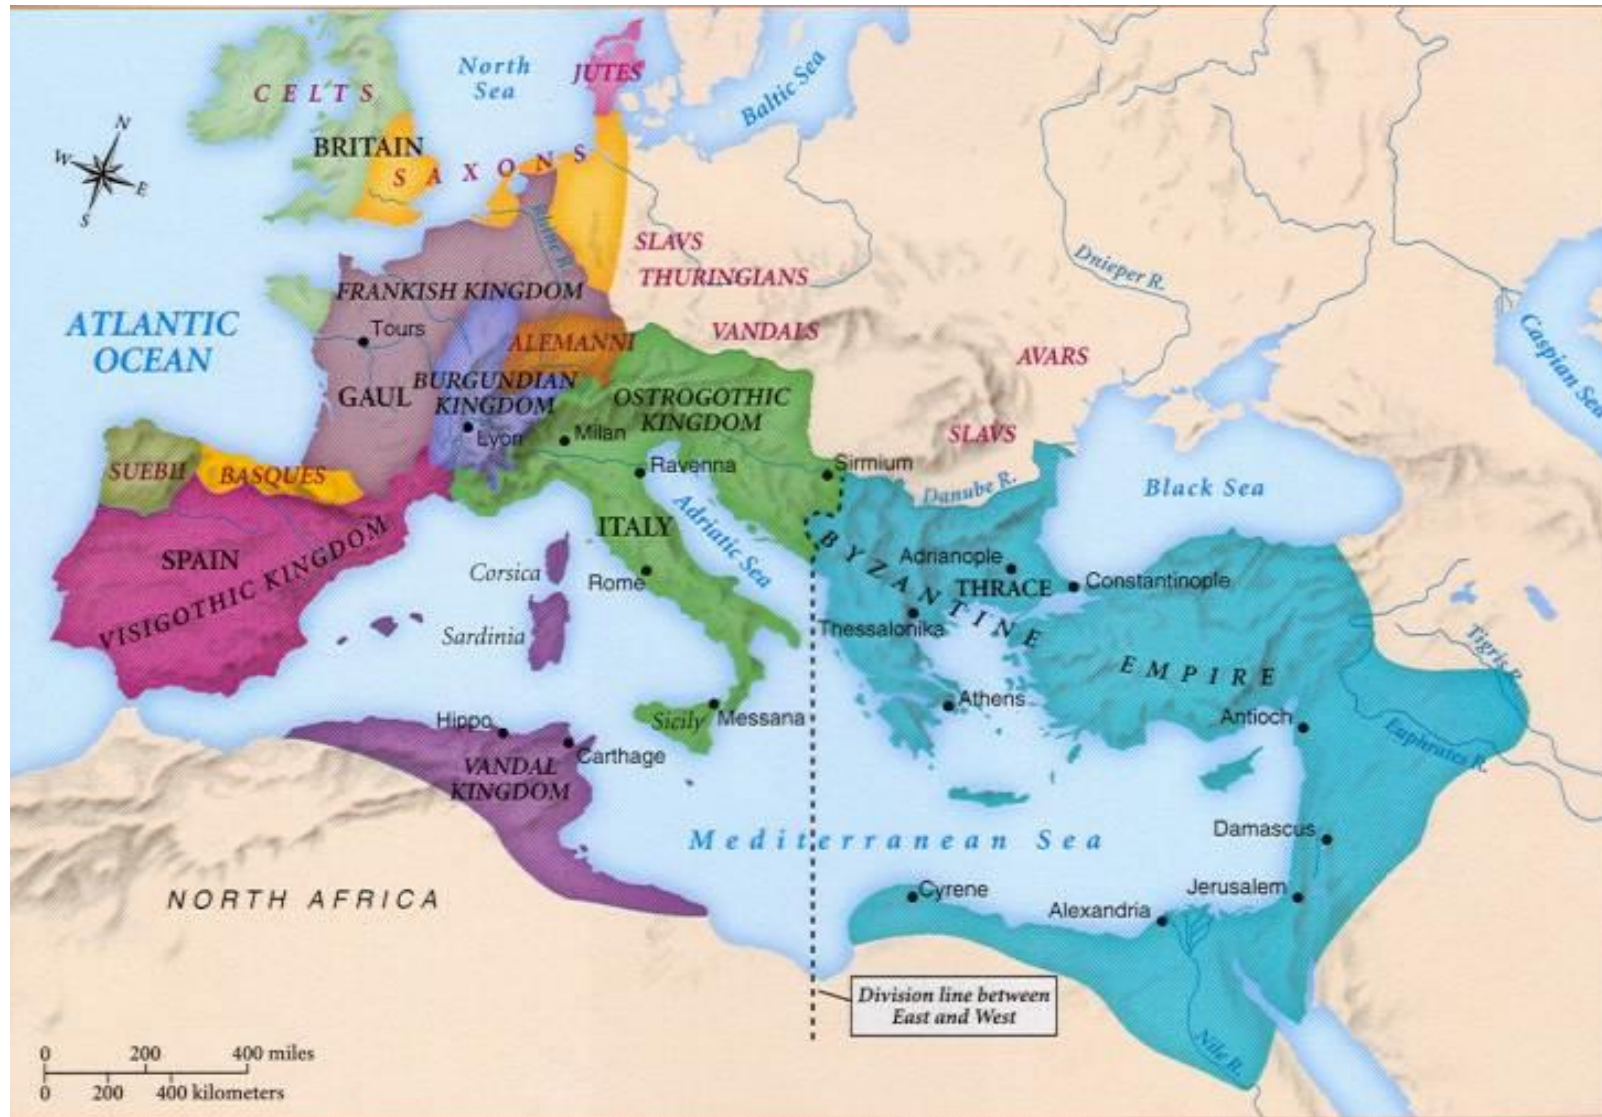 North
Sea
JUTES
Baltic Sea
CELTS
N
W
E
S
BRITAIN
SAXONS
Rhine R.
SLAVS
THURINGIANS
Dnieper R.
FRANKISH KINGDOM
ATLANTIC
OCEAN
Tours
ALEMANNI
VANDALS
AVARS
Caspian Sea
GAUL
BURGUNDIAN
KINGDOM
OSTROGOTHIC
KINGDOM
Lyon
Milan
SLAVS
SUEBII
BASQUES
Ravenna
Sirmium
Danube R.
Black Sea
Adriatic Sea
ITALY
SPAIN
VISIGOTHIC KINGDOM
Corsica
Rome
BYZANTINE
Adrianople
THRACE
Constantinople
Sardinia
Thessalonika
EMPIRE
Tigris R.
Sicily
Messana
Athens
Antioch
Euphrates R.
Hippo
Carthage
VANDAL
KINGDOM
Mediterranean Sea
Damascus
NORTH AFRICA
Cyrene
Alexandria
Jerusalem
Division line between
East and West
Nile R.
0 200 400 miles
0 200 400 kilometers